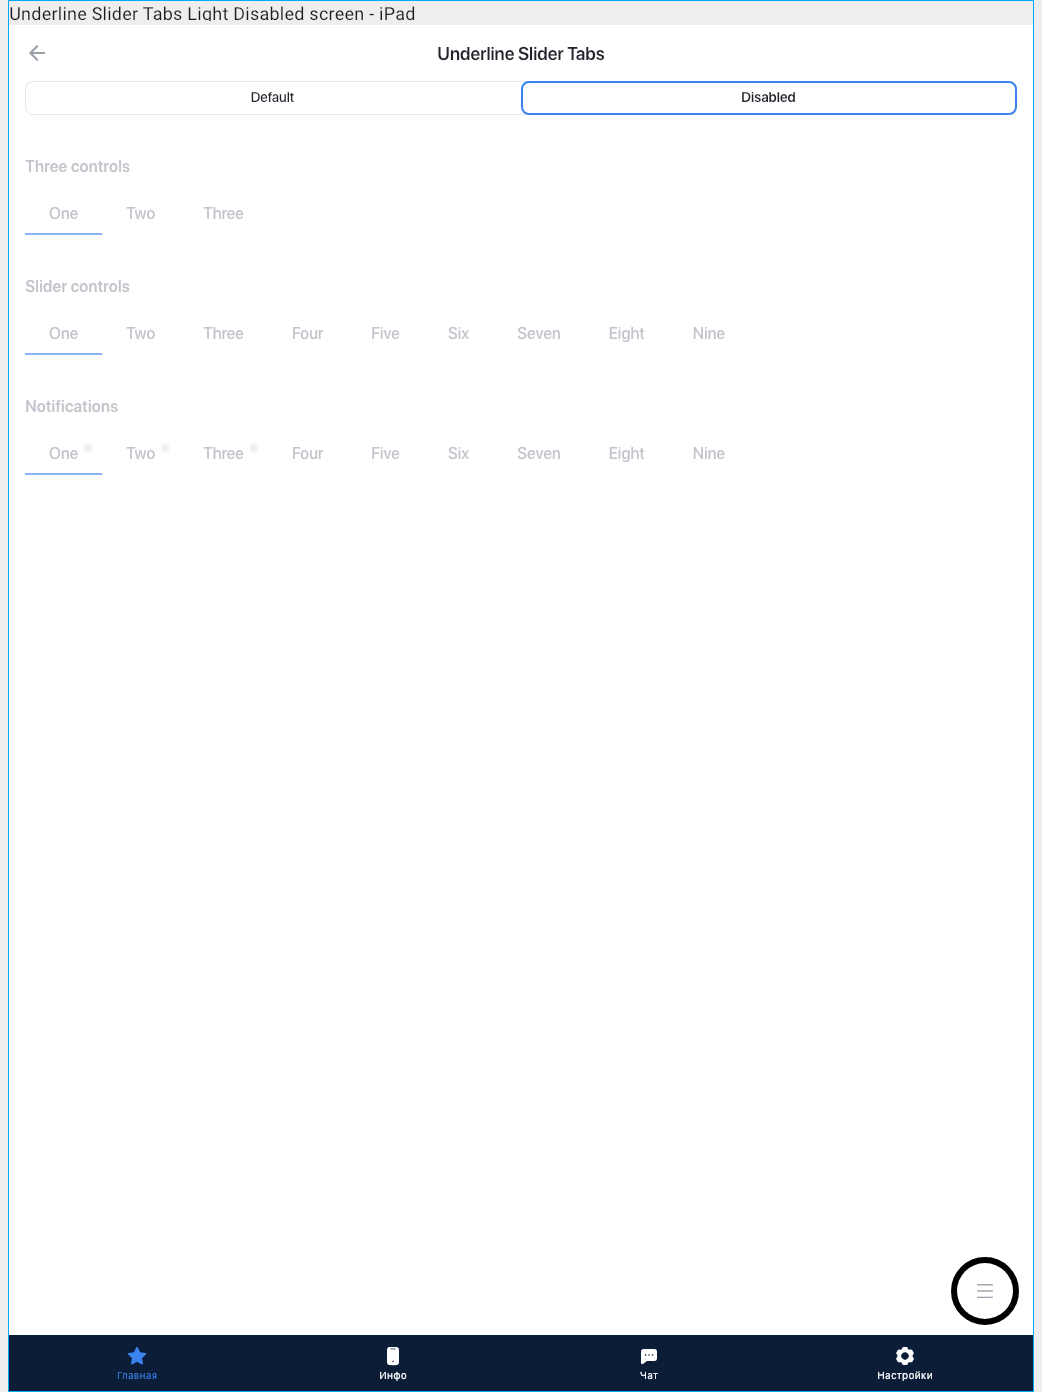 Underline Slider Tabs Light Disabled screen - iPad
Underline Slider Tabs
Default Disabled
Three controls
One Two Three
Slider controls
One Two Three Four Five Six Seven Eight Nine
Notifications
One Two Three Four Five Six Seven Eight Nine
Главная Инфо Чат Настройки